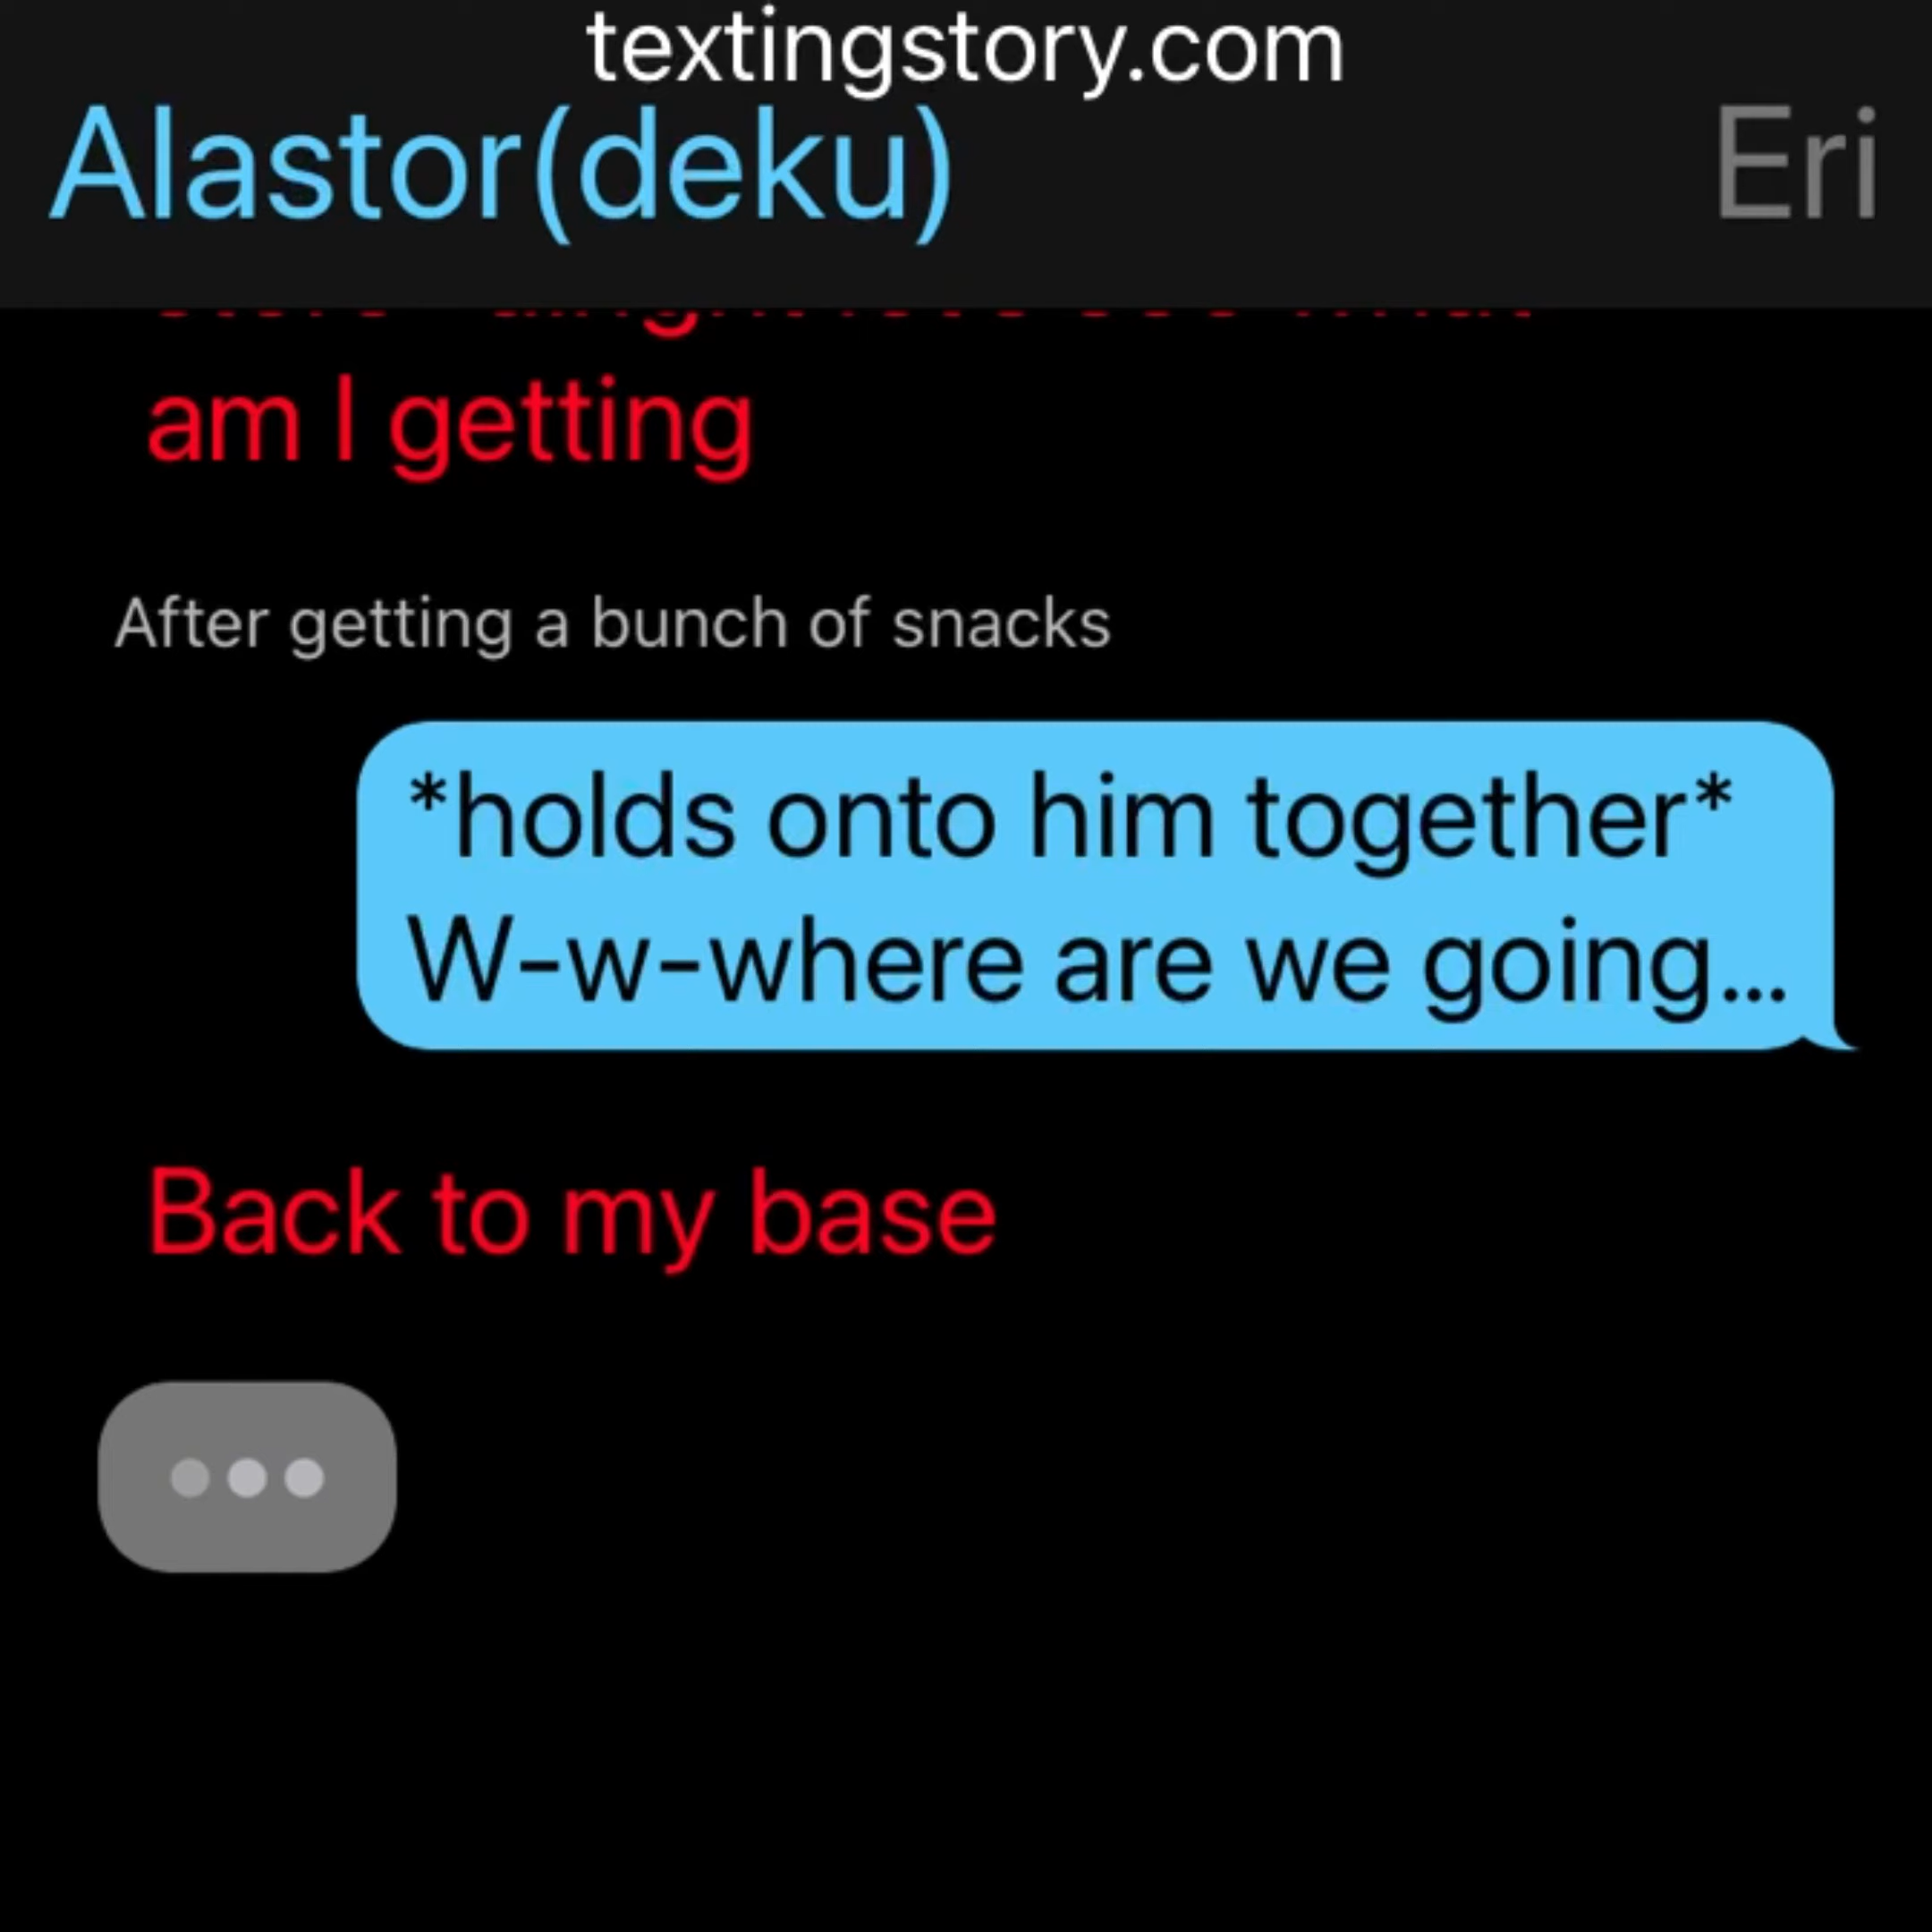 textingstory.com
Alastor(deku) Eri
am I getting
After getting a bunch of snacks
*holds onto him together*
W-w-where are we going...
Back to my base